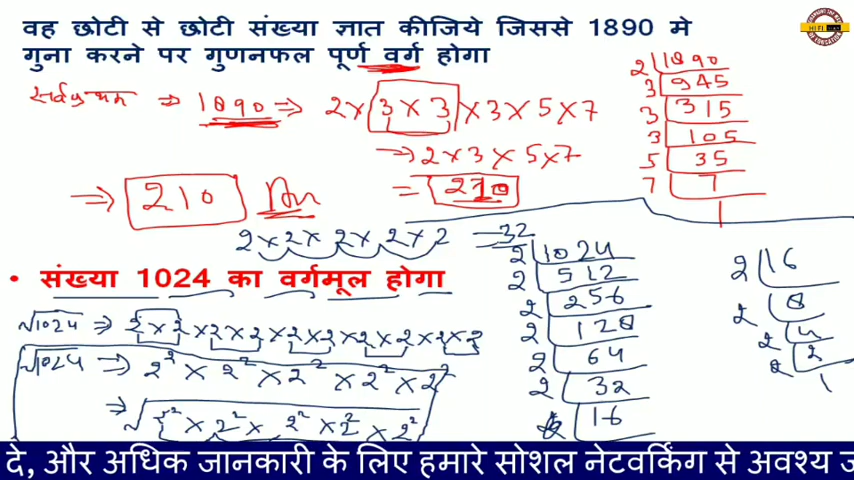 वह छोटी से छोटी संख्या ज्ञात कीजिये जिससे 1890 मे
गुना करने पर गुणनफल पूर्ण वर्ग होगा
सर्वप्रथम ⇒ 1890 ⇒ 2 × 3 × 3 × 3 × 5 × 7
⇒ 2 × 3 × 5 × 7
= 210
⇒ 210 Ans
2 | 1890
3 | 945
3 | 315
3 | 105
5 | 35
7 | 7
1
2 × 2 × 2 × 2 × 2 = 32
• संख्या 1024 का वर्गमूल होगा
√1024 ⇒ 2 × 2 × 2 × 2 × 2 × 2 × 2 × 2 × 2 × 2
√1024 ⇒ 2² × 2² × 2² × 2² × 2²
⇒ √2² × 2² × 2² × 2² × 2²
2 | 1024
2 | 512
2 | 256
2 | 128
2 | 64
2 | 32
16
2 | 16
2 | 8
2 | 4
2 | 2
1
दे, और अधिक जानकारी के लिए हमारे सोशल नेटवर्किंग से अवश्य